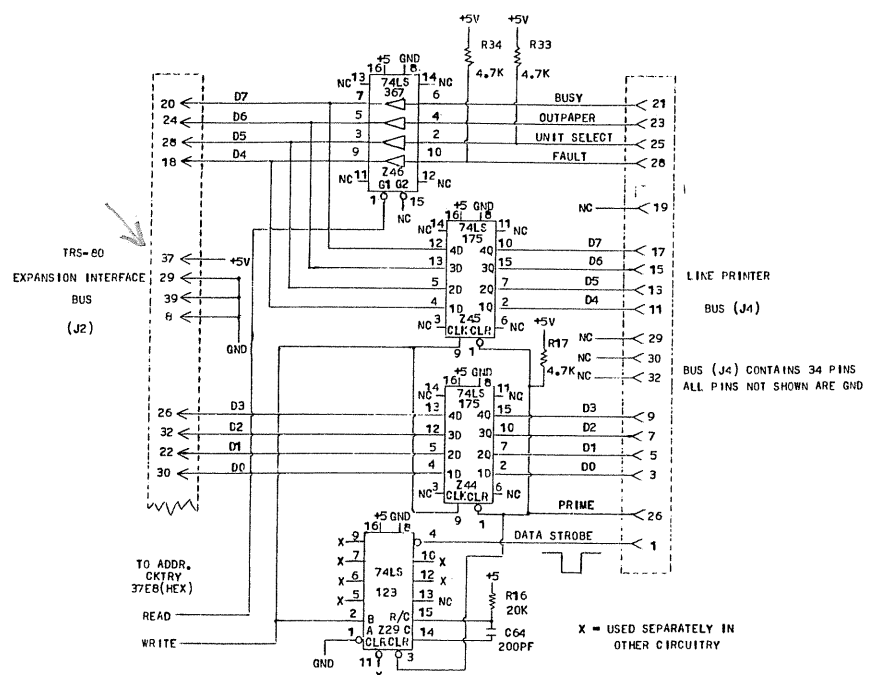 +5V +5V
R34 R33
4.7K 4.7K
+5 GND
16 8
NC 13 74LS 14 NC
367
20 D7 7 6 BUSY 21
24 D6 5 4 OUTPAPER 23
28 D5 3 2 UNIT SELECT 25
18 D4 9 10 FAULT 28
NC 11 Z46 12 NC
G1 G2
1 15
NC
NC 19
+5 GND
16 8
NC 14 74LS 11 NC
175
12 4D 4Q 10 D7 17
13 3D 3Q 15 D6 15
5 2D 2Q 7 D5 13
4 1D 1Q 2 D4 11
NC 3 Z45 6 NC
CLK CLR
9 1
TRS-80
EXPANSION INTERFACE
BUS
(J2)
37 +5V
29
39
8
GND
LINE PRINTER
BUS (J4)
+5V
R17
4.7K
NC 29
NC 30
NC 32
BUS (J4) CONTAINS 34 PINS
ALL PINS NOT SHOWN ARE GND
+5 GND
16 8
NC 14 74LS 11 NC
175
26 D3 13 4D 4Q 15 D3 9
32 D2 12 3D 3Q 10 D2 7
22 D1 5 2D 2Q 7 D1 5
30 D0 4 1D 1Q 2 D0 3
NC 3 Z44 6 NC
CLK CLR
9 1
PRIME 26
+5 GND
16 8
4 DATA STROBE 1
X 9
X 7 74LS 10 X
X 6 123 12 X
X 5 13 NC
2 B R/C 15
1 A Z29 C 14
CLR CLR
11 3
X
GND
+5
R16
20K
C64
200PF
TO ADDR.
CKTRY
37E8(HEX)
READ
WRITE
X = USED SEPARATELY IN
OTHER CIRCUITRY